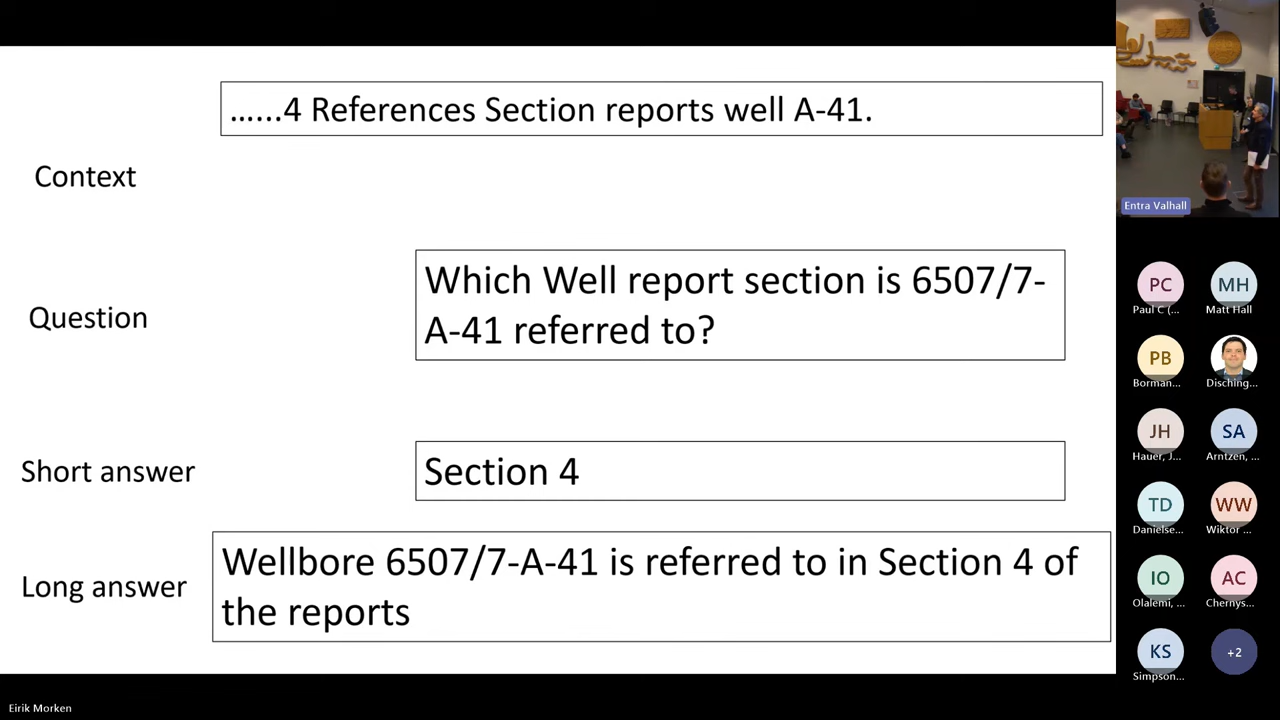 ......4 References Section reports well A-41.
Context
Which Well report section is 6507/7-
A-41 referred to?
Question
Short answer
Section 4
Long answer
Wellbore 6507/7-A-41 is referred to in Section 4 of
the reports
Entra Valhall
PC
Paul C (...
MH
Matt Hall
PB
Borman...
Disching...
JH
Hauer, J...
SA
Arntzen, ...
TD
Danielse...
WW
Wiktor ...
IO
Olalemi, ...
AC
Chernys...
KS
Simpson...
+2
Eirik Morken